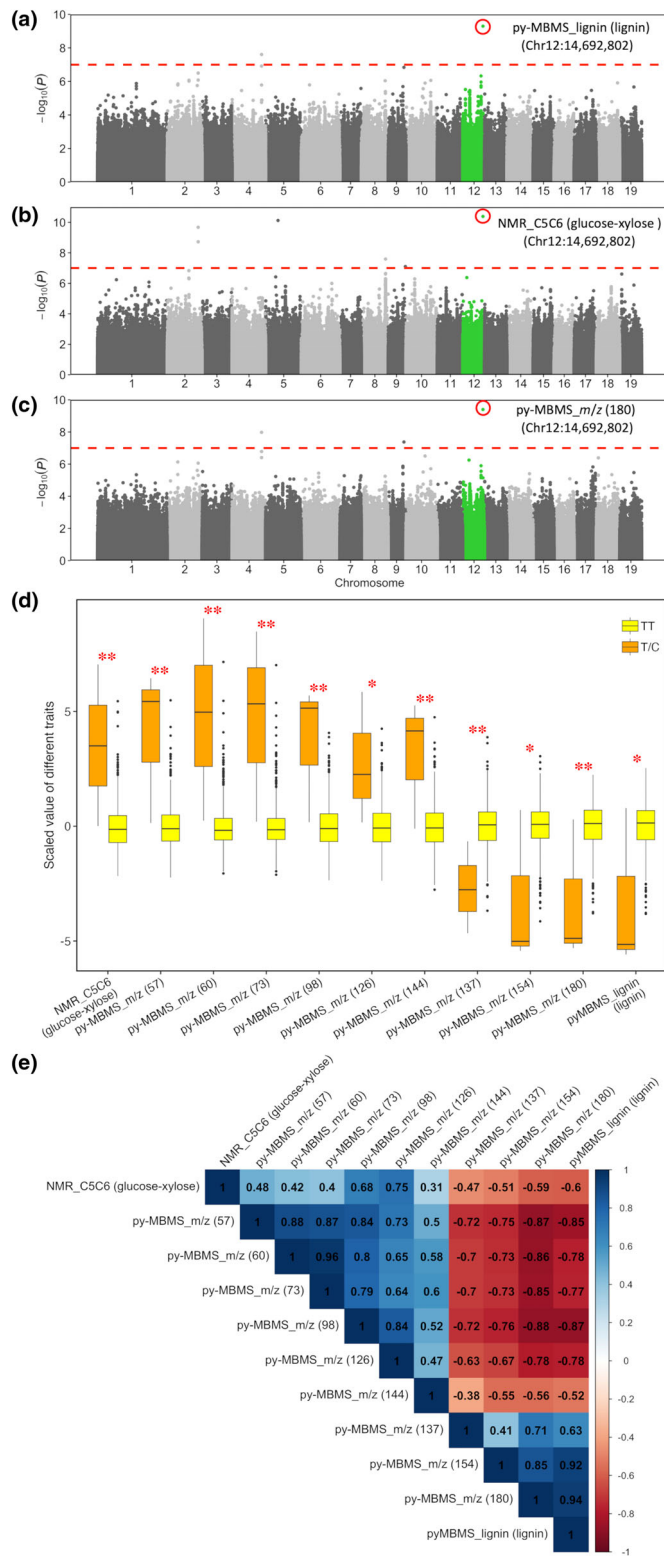 (a)
py-MBMS_lignin (lignin)
(Chr12:14,692,802)
−log10(P)
10
8
6
4
2
0
1 2 3 4 5 6 7 8 9 10 11 12 13 14 15 16 17 18 19
(b)
NMR_C5C6 (glucose-xylose )
(Chr12:14,692,802)
−log10(P)
10
8
6
4
2
0
1 2 3 4 5 6 7 8 9 10 11 12 13 14 15 16 17 18 19
(c)
py-MBMS_m/z (180)
(Chr12:14,692,802)
−log10(P)
10
8
6
4
2
0
1 2 3 4 5 6 7 8 9 10 11 12 13 14 15 16 17 18 19
Chromosome
(d)
Scaled value of different traits
5
0
-5
** ** ** ** ** * ** ** * ** *
TT
T/C
NMR_C5C6
(glucose-xylose)
py-MBMS_m/z (57)
py-MBMS_m/z (60)
py-MBMS_m/z (73)
py-MBMS_m/z (98)
py-MBMS_m/z (126)
py-MBMS_m/z (144)
py-MBMS_m/z (137)
py-MBMS_m/z (154)
py-MBMS_m/z (180)
pyMBMS_lignin
(lignin)
(e)
NMR_C5C6 (glucose-xylose)
py-MBMS_m/z (57)
py-MBMS_m/z (60)
py-MBMS_m/z (73)
py-MBMS_m/z (98)
py-MBMS_m/z (126)
py-MBMS_m/z (144)
py-MBMS_m/z (137)
py-MBMS_m/z (154)
py-MBMS_m/z (180)
pyMBMS_lignin (lignin)
NMR_C5C6 (glucose-xylose) 1 0.48 0.42 0.4 0.68 0.75 0.31 -0.47 -0.51 -0.59 -0.6
py-MBMS_m/z (57) 1 0.88 0.87 0.84 0.73 0.5 -0.72 -0.75 -0.87 -0.85
py-MBMS_m/z (60) 1 0.96 0.8 0.65 0.58 -0.7 -0.73 -0.86 -0.78
py-MBMS_m/z (73) 1 0.79 0.64 0.6 -0.7 -0.73 -0.85 -0.77
py-MBMS_m/z (98) 1 0.84 0.52 -0.72 -0.76 -0.88 -0.87
py-MBMS_m/z (126) 1 0.47 -0.63 -0.67 -0.78 -0.78
py-MBMS_m/z (144) 1 -0.38 -0.55 -0.56 -0.52
py-MBMS_m/z (137) 1 0.41 0.71 0.63
py-MBMS_m/z (154) 1 0.85 0.92
py-MBMS_m/z (180) 1 0.94
pyMBMS_lignin (lignin) 1
1
0.8
0.6
0.4
0.2
0
-0.2
-0.4
-0.6
-0.8
-1